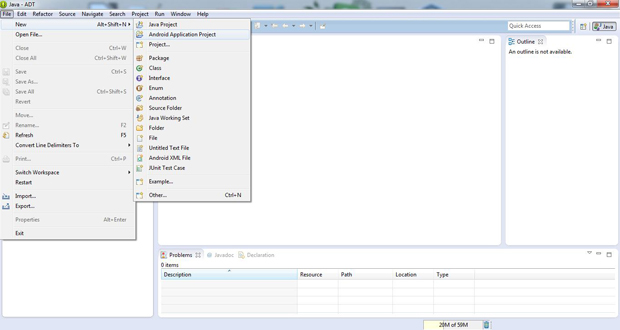 Java - ADT
File Edit Refactor Source Navigate Search Project Run Window Help
New Alt+Shift+N
Open File...
Close Ctrl+W
Close All Ctrl+Shift+W
Save Ctrl+S
Save As...
Save All Ctrl+Shift+S
Revert
Move...
Rename... F2
Refresh F5
Convert Line Delimiters To
Print... Ctrl+P
Switch Workspace
Restart
Import...
Export...
Properties Alt+Enter
Exit
Java Project
Android Application Project
Project...
Package
Class
Interface
Enum
Annotation
Source Folder
Java Working Set
Folder
File
Untitled Text File
Android XML File
JUnit Test Case
Example...
Other... Ctrl+N
Quick Access
Java
Outline
An outline is not available.
Problems Javadoc Declaration
0 items
Description Resource Path Location Type
20M of 59M